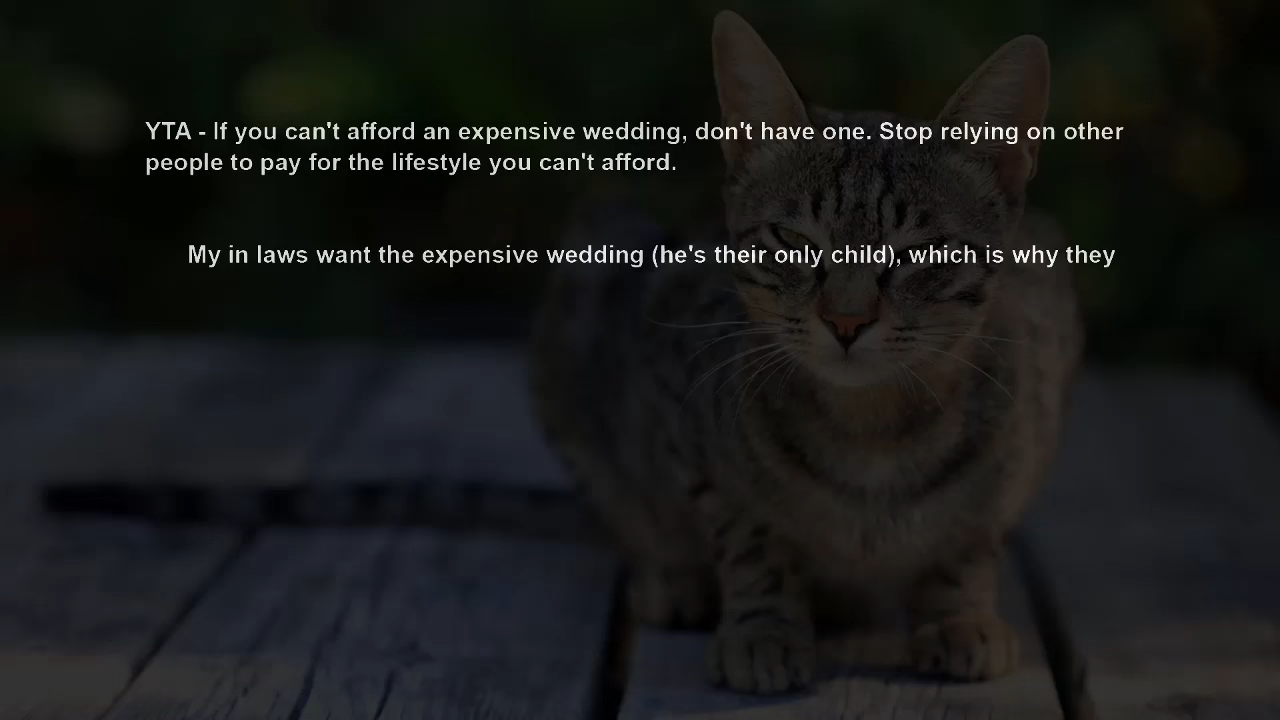 YTA - If you can't afford an expensive wedding, don't have one. Stop relying on other
people to pay for the lifestyle you can't afford.
My in laws want the expensive wedding (he's their only child), which is why they